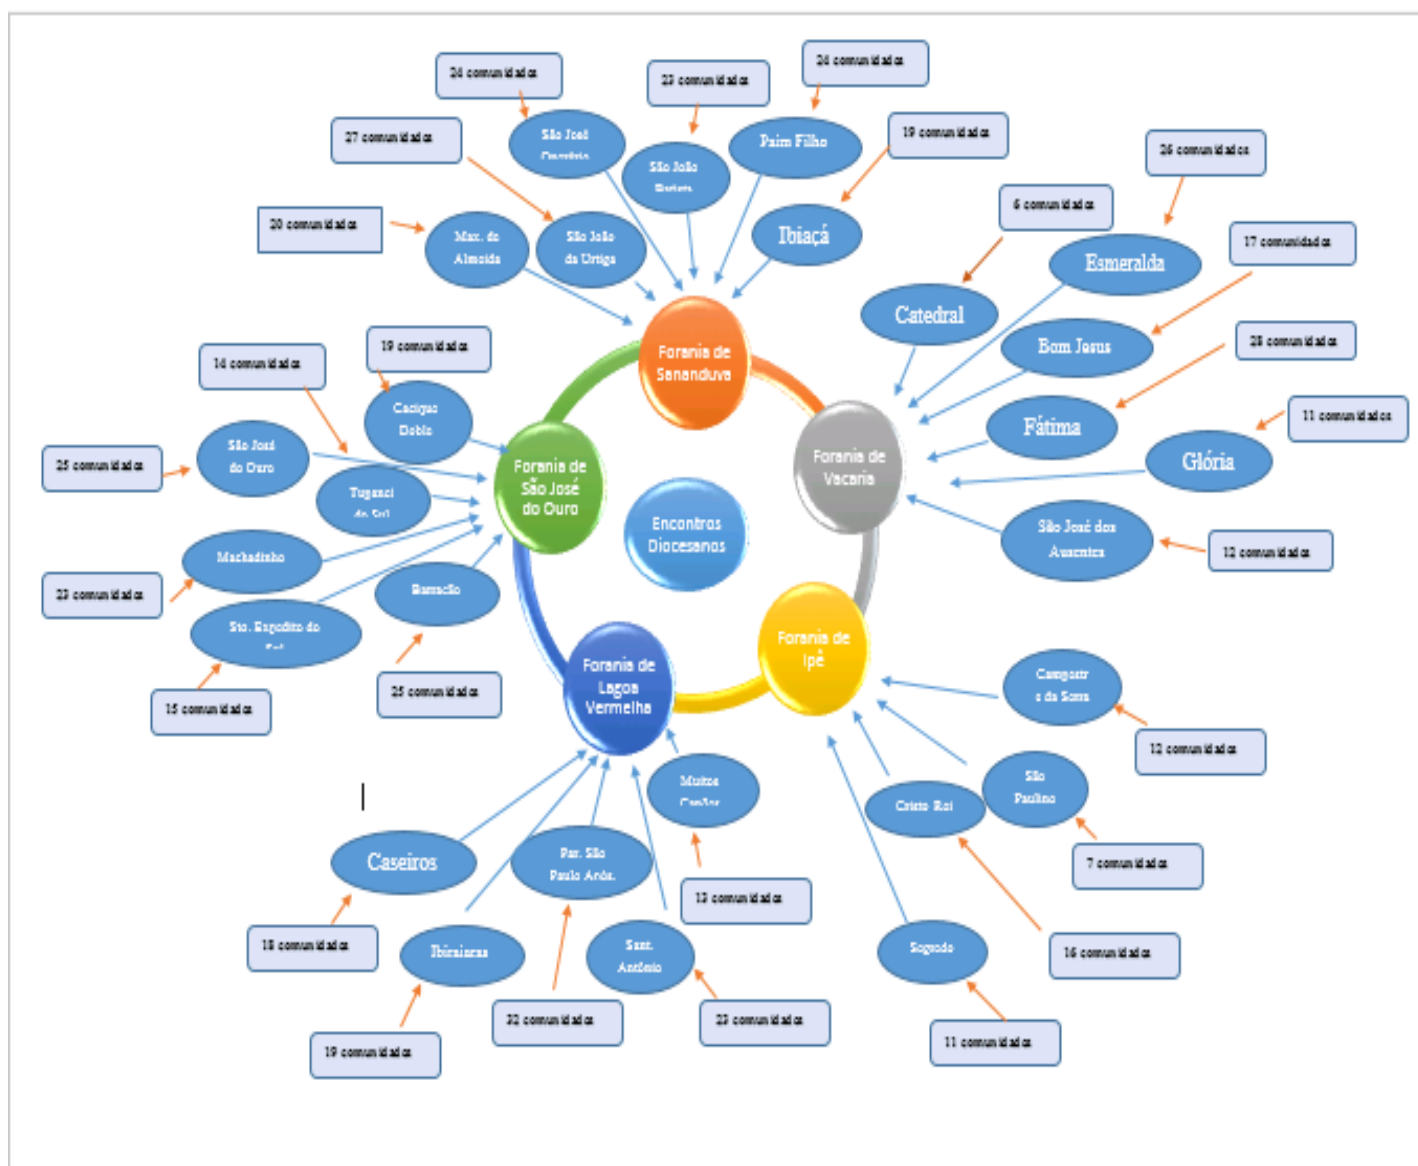 24 comunidades
23 comunidades
24 comunidades
27 comunidades
São José
São João
Paim Filho
19 comunidades
26 comunidades
20 comunidades
Max. de
Almeida
São João
da Urtiga
Ibiaçá
6 comunidades
Esmeralda
17 comunidades
Catedral
Bom Jesus
28 comunidades
14 comunidades
19 comunidades
Forania de
Sananduva
Cacique
Doble
Fátima
11 comunidades
25 comunidades
São José
do Ouro
Forania de
São José
do Ouro
Forania de
Vacaria
Glória
Encontros
Diocesanos
São José dos
Ausentes
12 comunidades
Machadinho
23 comunidades
Barracão
Sto. Expedito do
15 comunidades
25 comunidades
Forania de
Lagoa
Vermelha
Forania de
Ipê
Campestr
e da Serra
12 comunidades
Muitos
Cristo Rei
São
Paulino
7 comunidades
Caseiros
Par. São
Paulo Após.
13 comunidades
18 comunidades
Ibiraiaras
Sant.
Antônio
Sagrado
16 comunidades
19 comunidades
32 comunidades
23 comunidades
11 comunidades